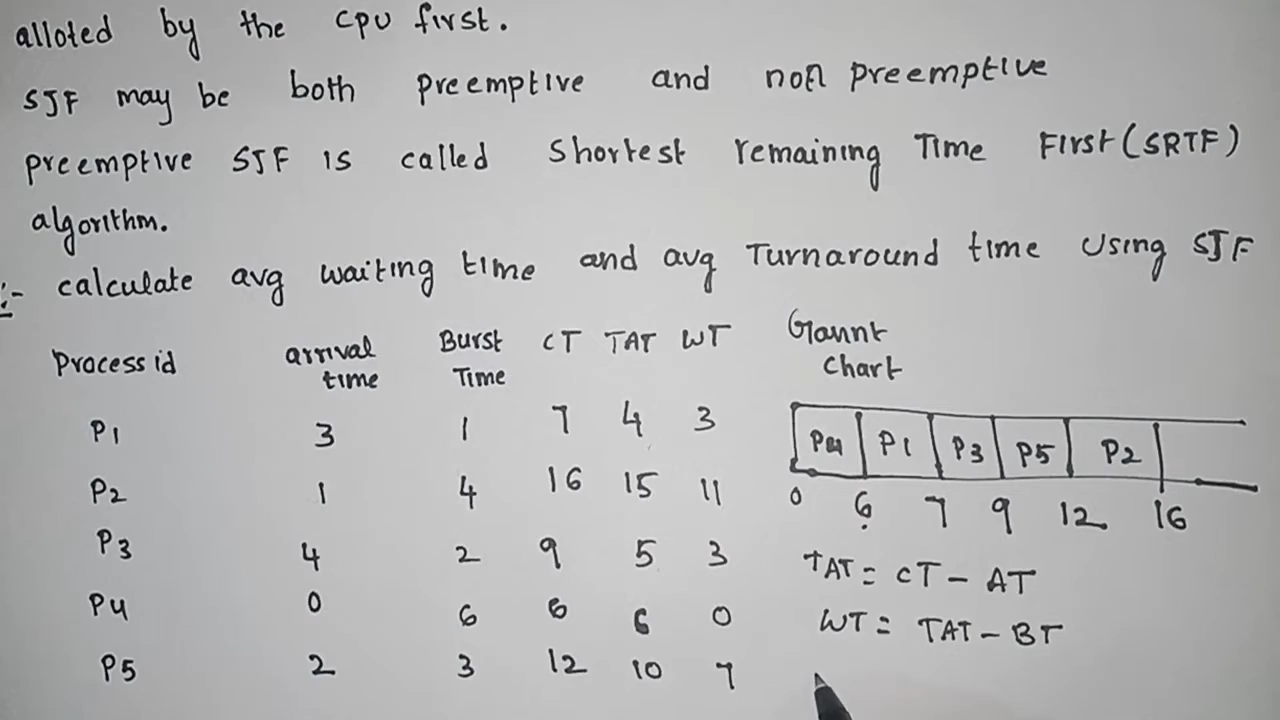 alloted by the cpu first.
SJF may be both preemptive and non preemptive
preemptive SJF is called shortest remaining Time First (SRTF)
algorithm.
:- calculate avg waiting time and avg Turnaround time using SJF
Process id arrival time Burst Time CT TAT WT
P1 3 1 7 4 3
P2 1 4 16 15 11
P3 4 2 9 5 3
P4 0 6 6 6 0
P5 2 3 12 10 7
Gannt
chart
P4 P1 P3 P5 P2
0 6 7 9 12 16
TAT = CT - AT
WT = TAT - BT